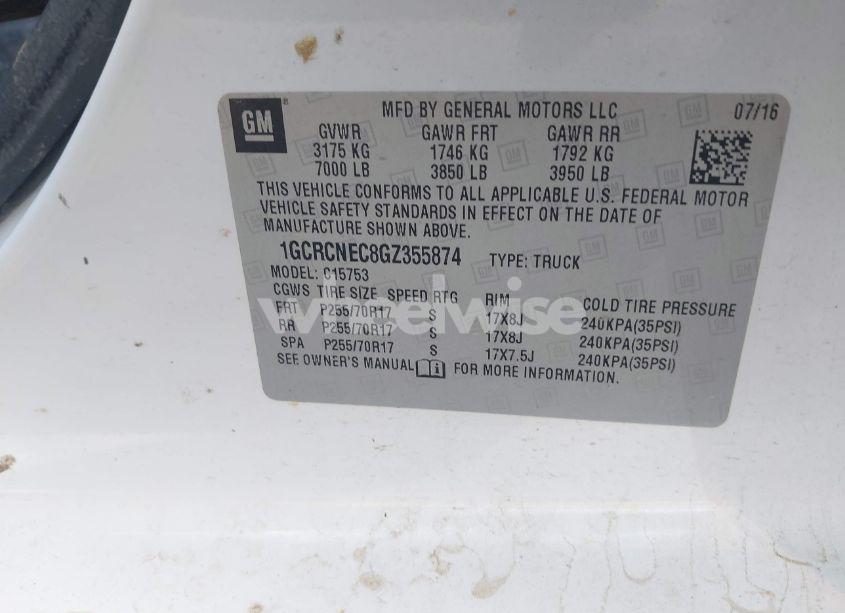 GM
MFD BY GENERAL MOTORS LLC 07/16
GVWR GAWR FRT GAWR RR
3175 KG 1746 KG 1792 KG
7000 LB 3850 LB 3950 LB
THIS VEHICLE CONFORMS TO ALL APPLICABLE U.S. FEDERAL MOTOR
VEHICLE SAFETY STANDARDS IN EFFECT ON THE DATE OF
MANUFACTURE SHOWN ABOVE.
1GCRCNEC8GZ355874 TYPE: TRUCK
MODEL: C15753
CGWS TIRE SIZE SPEED RTG RIM COLD TIRE PRESSURE
FRT P255/70R17 S 17X8J 240KPA(35PSI)
RR P255/70R17 S 17X8J 240KPA(35PSI)
SPA P255/70R17 S 17X7.5J 240KPA(35PSI)
SEE OWNER'S MANUAL FOR MORE INFORMATION.
wheelwise